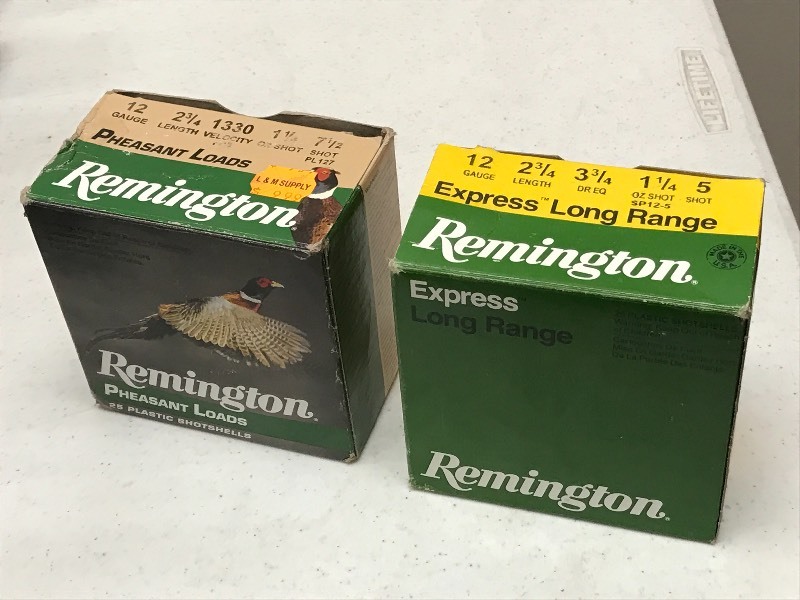 12 2¾ 1330 1¼ 7½
GAUGE LENGTH VELOCITY OZ SHOT SHOT
PL127
PHEASANT LOADS
L & M SUPPLY
Remington
Remington
PHEASANT LOADS
25 PLASTIC SHOTSHELLS
12 2¾ 3¾ 1¼ 5
GAUGE LENGTH DR EQ OZ SHOT SHOT
SP12-5
Express™ Long Range
Remington®
MADE IN THE USA
Express
Long Range
Remington®
LIFETIME